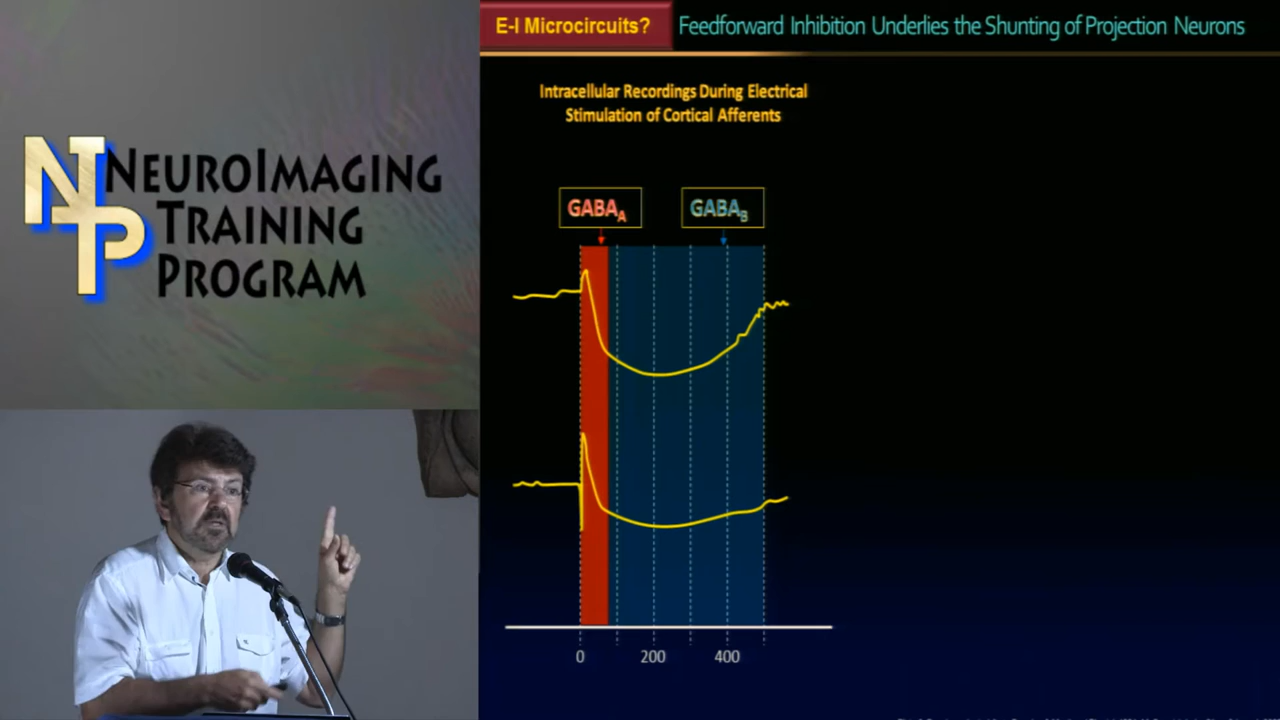 NEUROIMAGING
TRAINING
PROGRAM
NTP
E-I Microcircuits?
Feedforward Inhibition Underlies the Shunting of Projection Neurons
Intracellular Recordings During Electrical
Stimulation of Cortical Afferents
GABAA
GABAB
0
200
400